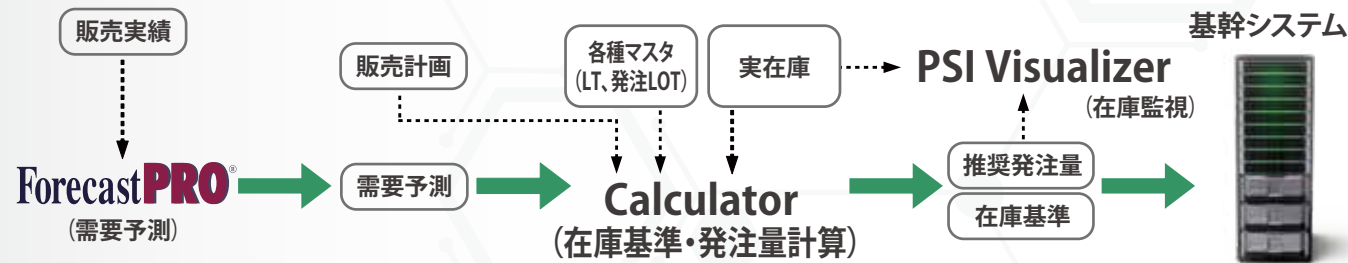 販売実績
ForecastPRO®
(需要予測)
販売計画
需要予測
各種マスタ
(LT、発注LOT)
実在庫
Calculator
(在庫基準・発注量計算)
PSI Visualizer
(在庫監視)
推奨発注量
在庫基準
基幹システム